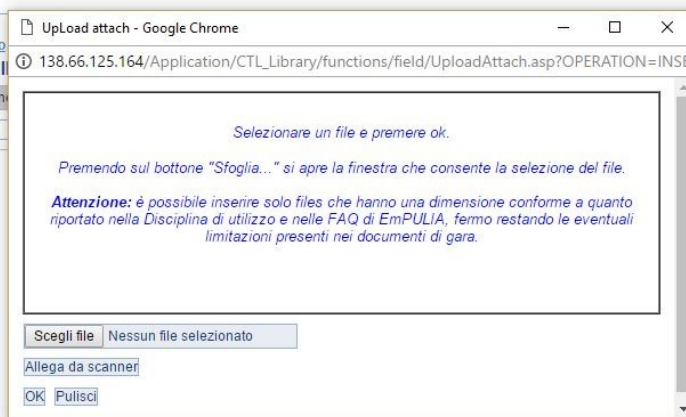 UpLoad attach - Google Chrome
138.66.125.164/Application/CTL_Library/functions/field/UploadAttach.asp?OPERATION=INSE
Selezionare un file e premere ok.
Premendo sul bottone "Sfoglia..." si apre la finestra che consente la selezione del file.
Attenzione: è possibile inserire solo files che hanno una dimensione conforme a quanto
riportato nella Disciplina di utilizzo e nelle FAQ di EmPULIA, fermo restando le eventuali
limitazioni presenti nei documenti di gara.
Scegli file Nessun file selezionato
Allega da scanner
OK Pulisci